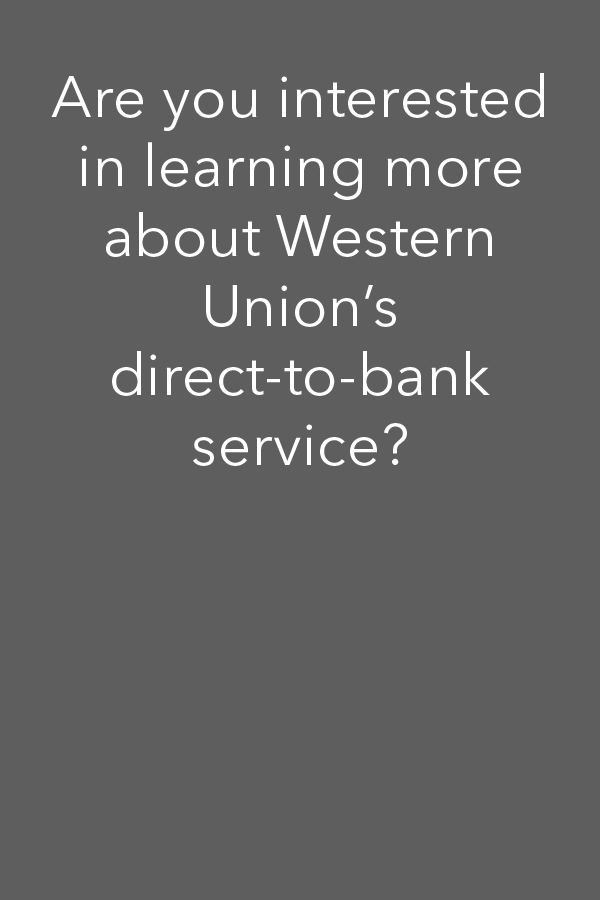 Are you interested
in learning more
about Western
Union’s
direct-to-bank
service?